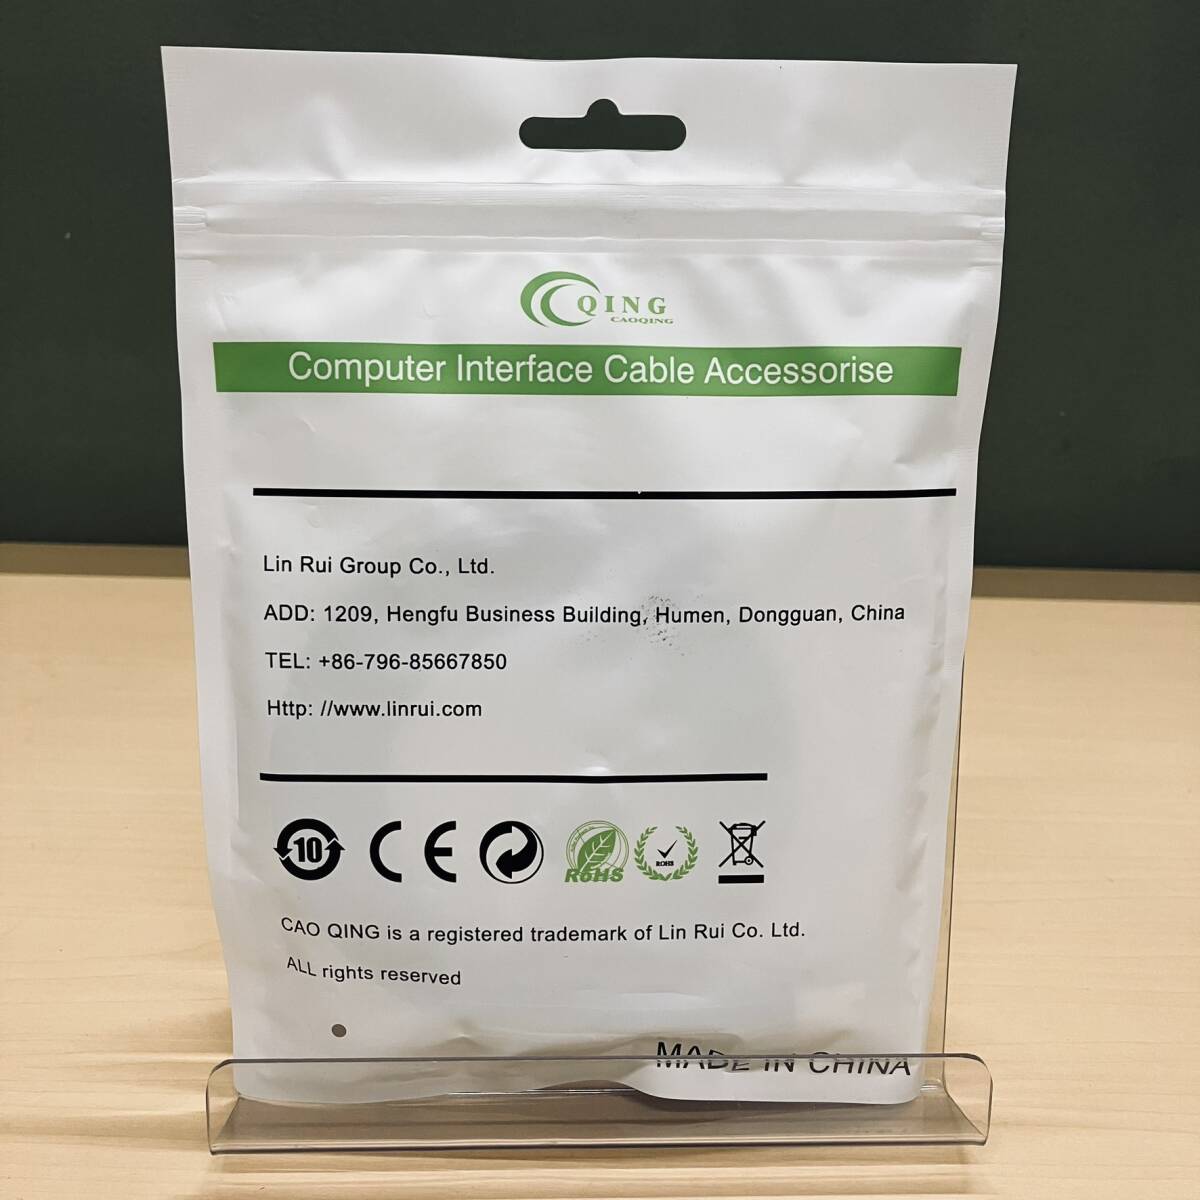 QING
CAOQING
Computer Interface Cable Accessorise
Lin Rui Group Co., Ltd.
ADD: 1209, Hengfu Business Building, Humen, Dongguan, China
TEL: +86-796-85667850
Http: //www.linrui.com
10 CE RoHS ROHS
CAO QING is a registered trademark of Lin Rui Co. Ltd.
ALL rights reserved
MADE IN CHINA